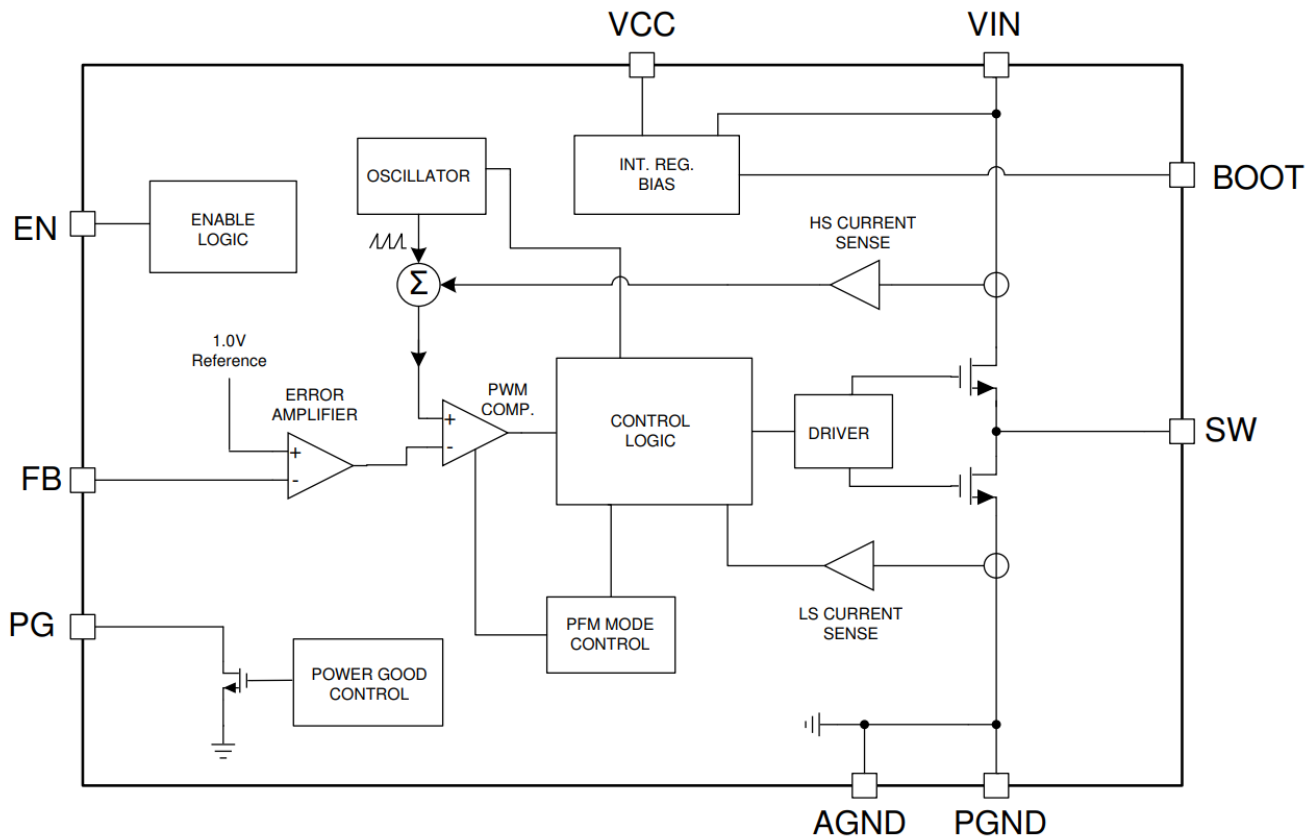 VCC
VIN
OSCILLATOR
INT. REG.
BIAS
BOOT
EN
ENABLE
LOGIC
HS CURRENT
SENSE
Σ
1.0V
Reference
ERROR
AMPLIFIER
PWM
COMP.
+
-
+
-
CONTROL
LOGIC
DRIVER
SW
FB
PG
POWER GOOD
CONTROL
PFM MODE
CONTROL
LS CURRENT
SENSE
AGND
PGND